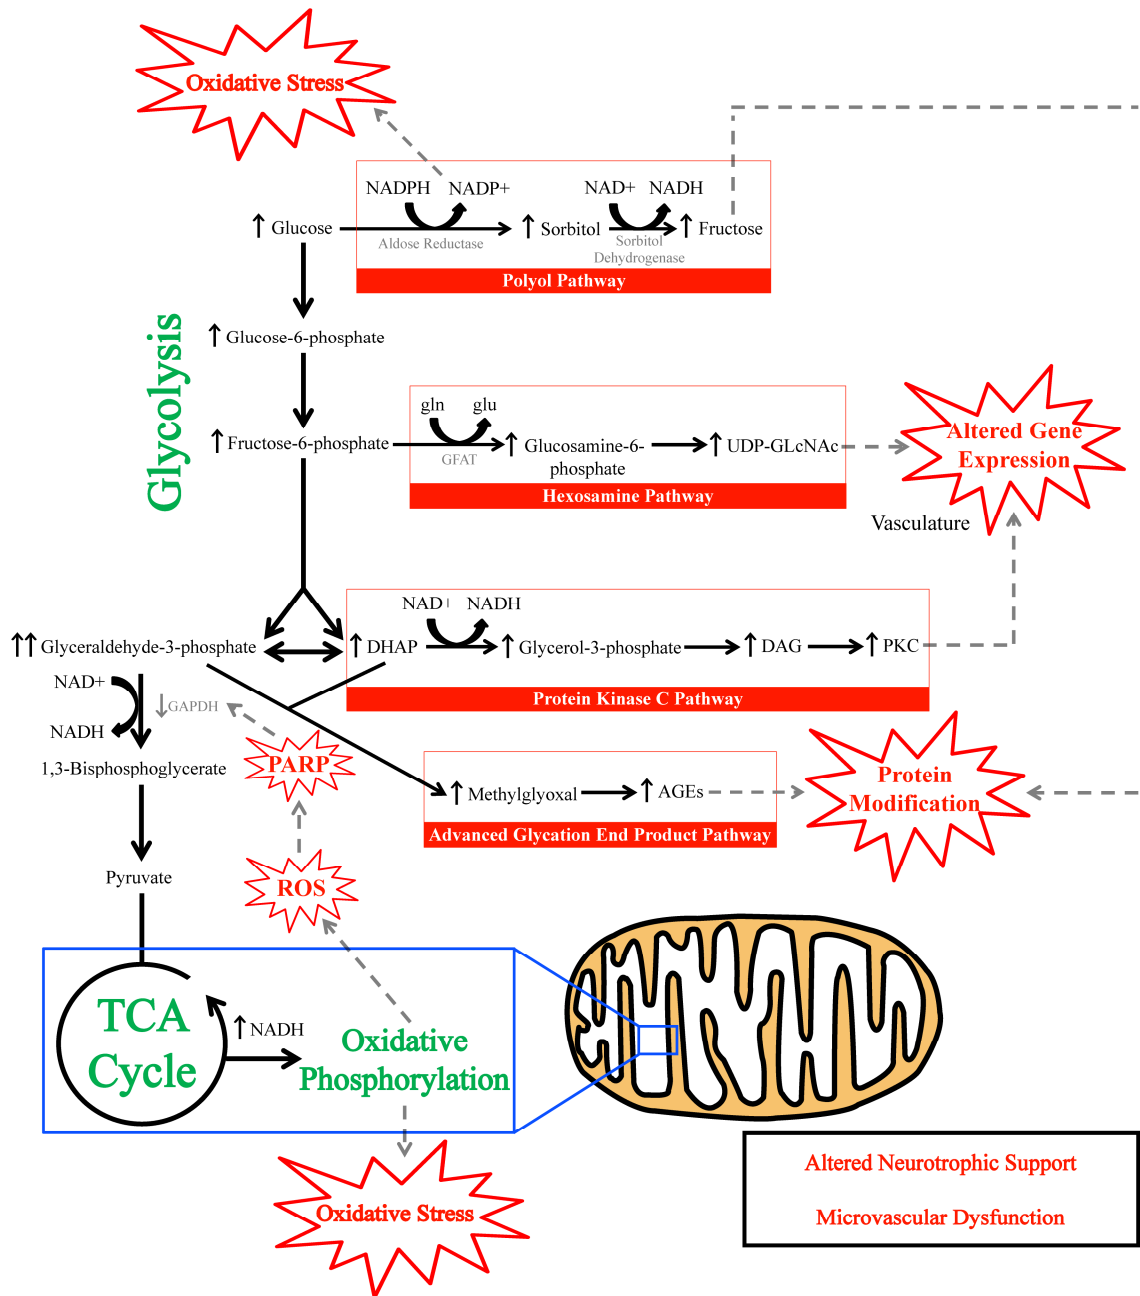 Oxidative Stress
NADPH NADP+ NAD+ NADH
Glucose Sorbitol Fructose
Aldose Reductase Sorbitol
Dehydrogenase
Polyol Pathway
Glycolysis
Glucose-6-phosphate
gln glu
Fructose-6-phosphate Glucosamine-6-
phosphate UDP-GLcNAc
GFAT
Hexosamine Pathway
Altered Gene
Expression
Vasculature
NAD+ NADH
Glyceraldehyde-3-phosphate DHAP Glycerol-3-phosphate DAG PKC
Protein Kinase C Pathway
NAD+
GAPDH
NADH
1,3-Bisphosphoglycerate
PARP
Methylglyoxal AGEs
Advanced Glycation End Product Pathway
Protein
Modification
Pyruvate
ROS
TCA
Cycle
NADH
Oxidative
Phosphorylation
Oxidative Stress
Altered Neurotrophic Support
Microvascular Dysfunction